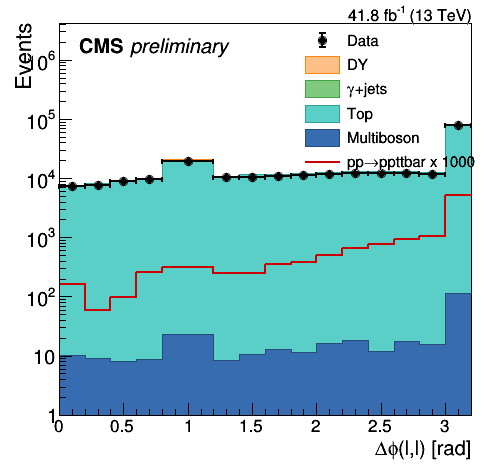 41.8 fb⁻¹ (13 TeV)
CMS preliminary
Data
DY
γ+jets
Top
Multiboson
pp→ppttbar x 1000
Events
10⁶
10⁵
10⁴
10³
10²
10
1
0 0.5 1 1.5 2 2.5 3
Δϕ(l,l) [rad]